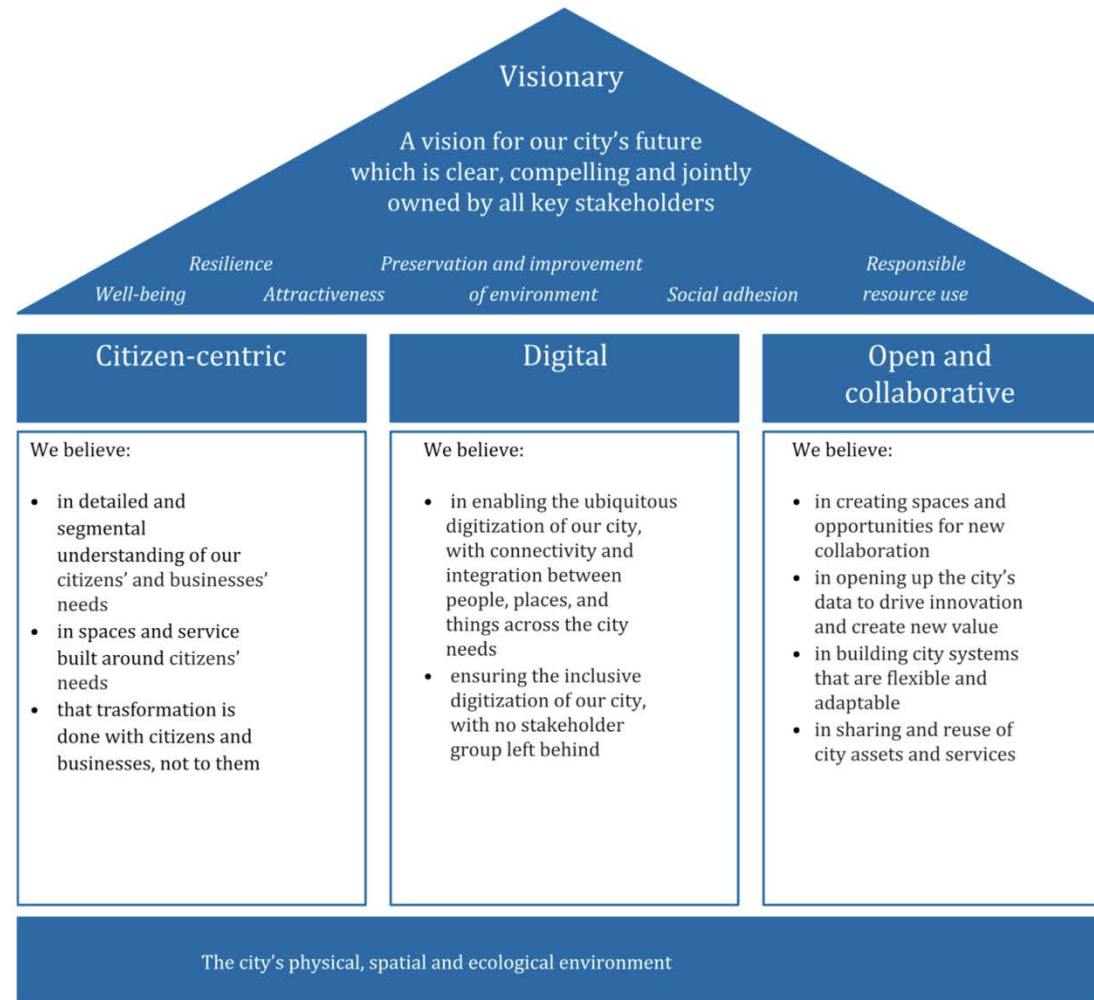 Visionary
A vision for our city’s future
which is clear, compelling and jointly
owned by all key stakeholders
Resilience
Preservation and improvement
Responsible
Well-being
Attractiveness
of environment
Social adhesion
resource use
Citizen-centric
We believe:
• in detailed and
segmental
understanding of our
citizens’ and businesses’
needs
• in spaces and service
built around citizens’
needs
• that trasformation is
done with citizens and
businesses, not to them
Digital
We believe:
• in enabling the ubiquitous
digitization of our city,
with connectivity and
integration between
people, places, and
things across the city
needs
• ensuring the inclusive
digitization of our city,
with no stakeholder
group left behind
Open and
collaborative
We believe:
• in creating spaces and
opportunities for new
collaboration
• in opening up the city’s
data to drive innovation
and create new value
• in building city systems
that are flexible and
adaptable
• in sharing and reuse of
city assets and services
The city’s physical, spatial and ecological environment